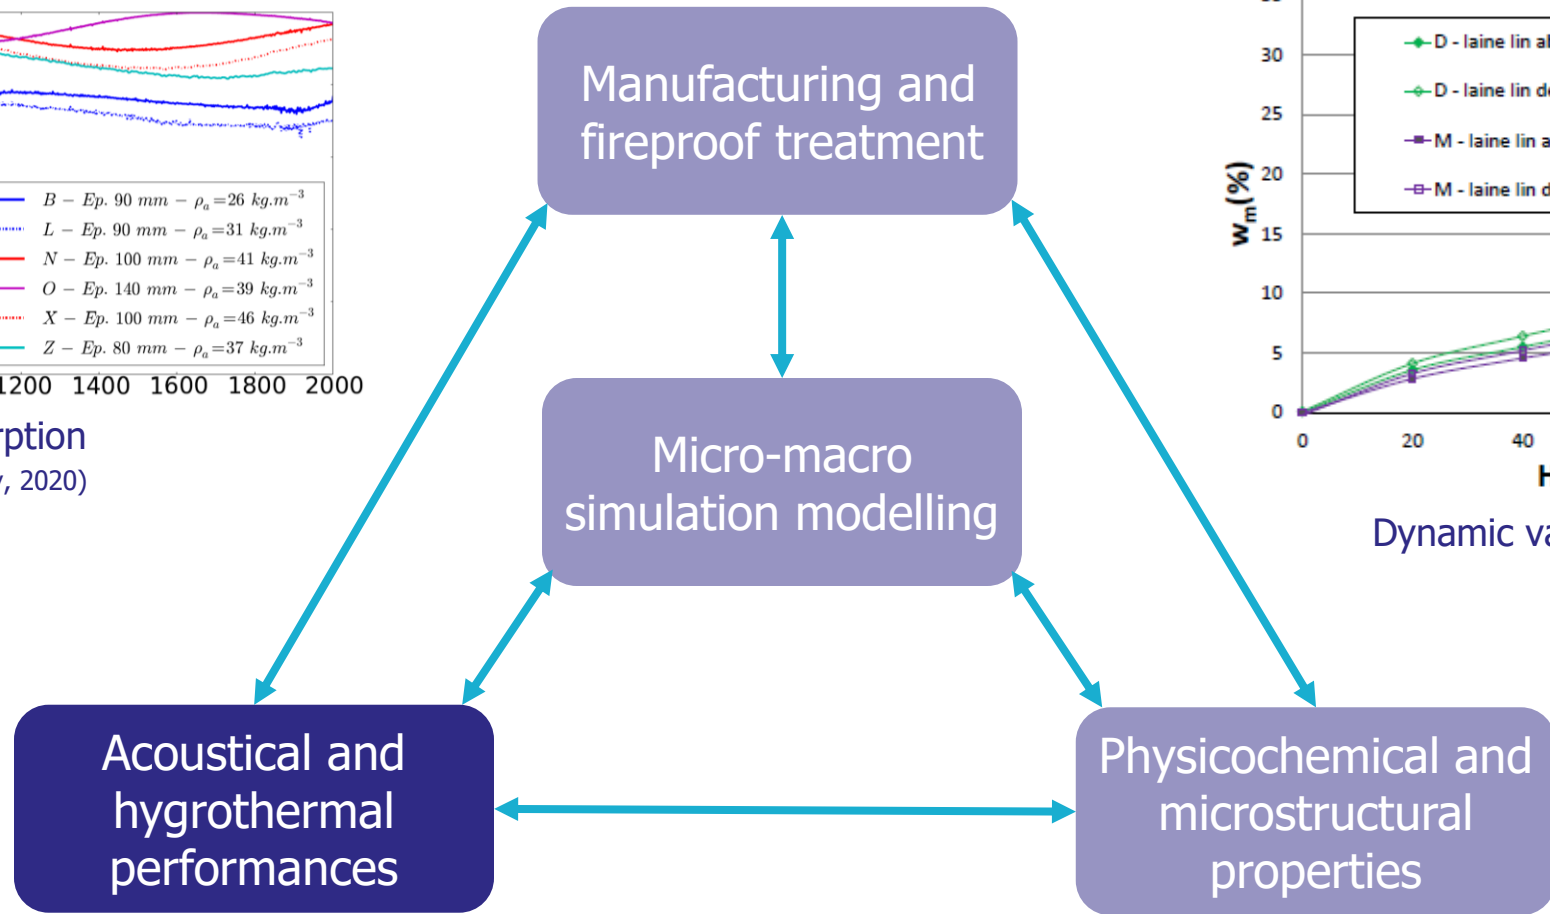 Manufacturing and
fireproof treatment
B − Ep. 90 mm − ρₐ=26 kg.m⁻³
L − Ep. 90 mm − ρₐ=31 kg.m⁻³
N − Ep. 100 mm − ρₐ=41 kg.m⁻³
O − Ep. 140 mm − ρₐ=39 kg.m⁻³
X − Ep. 100 mm − ρₐ=46 kg.m⁻³
Z − Ep. 80 mm − ρₐ=37 kg.m⁻³
1200 1400 1600 1800 2000
, 2020)
D - laine lin
D - laine lin
M - laine lin
M - laine lin
wₘ(%)
30
25
20
15
10
5
0
0 20 40
Dynamic
Micro-macro
simulation modelling
Acoustical and
hygrothermal
performances
Physicochemical and
microstructural
properties